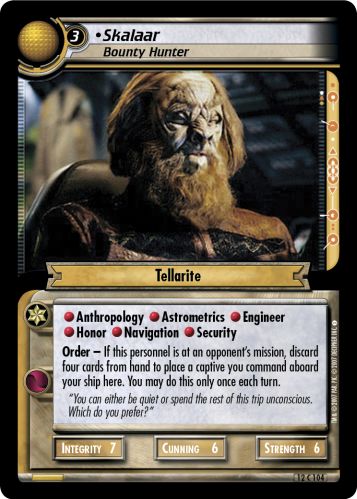 3
•Skalaar
Bounty Hunter
Tellarite
•Anthropology •Astrometrics •Engineer
•Honor •Navigation •Security
Order – If this personnel is at an opponent's mission, discard
four cards from hand to place a captive you command aboard
your ship here. You may do this only once each turn.
"You can either be quiet or spend the rest of this trip unconscious.
Which do you prefer?"
INTEGRITY 7
CUNNING 6
STRENGTH 6
12 C 104